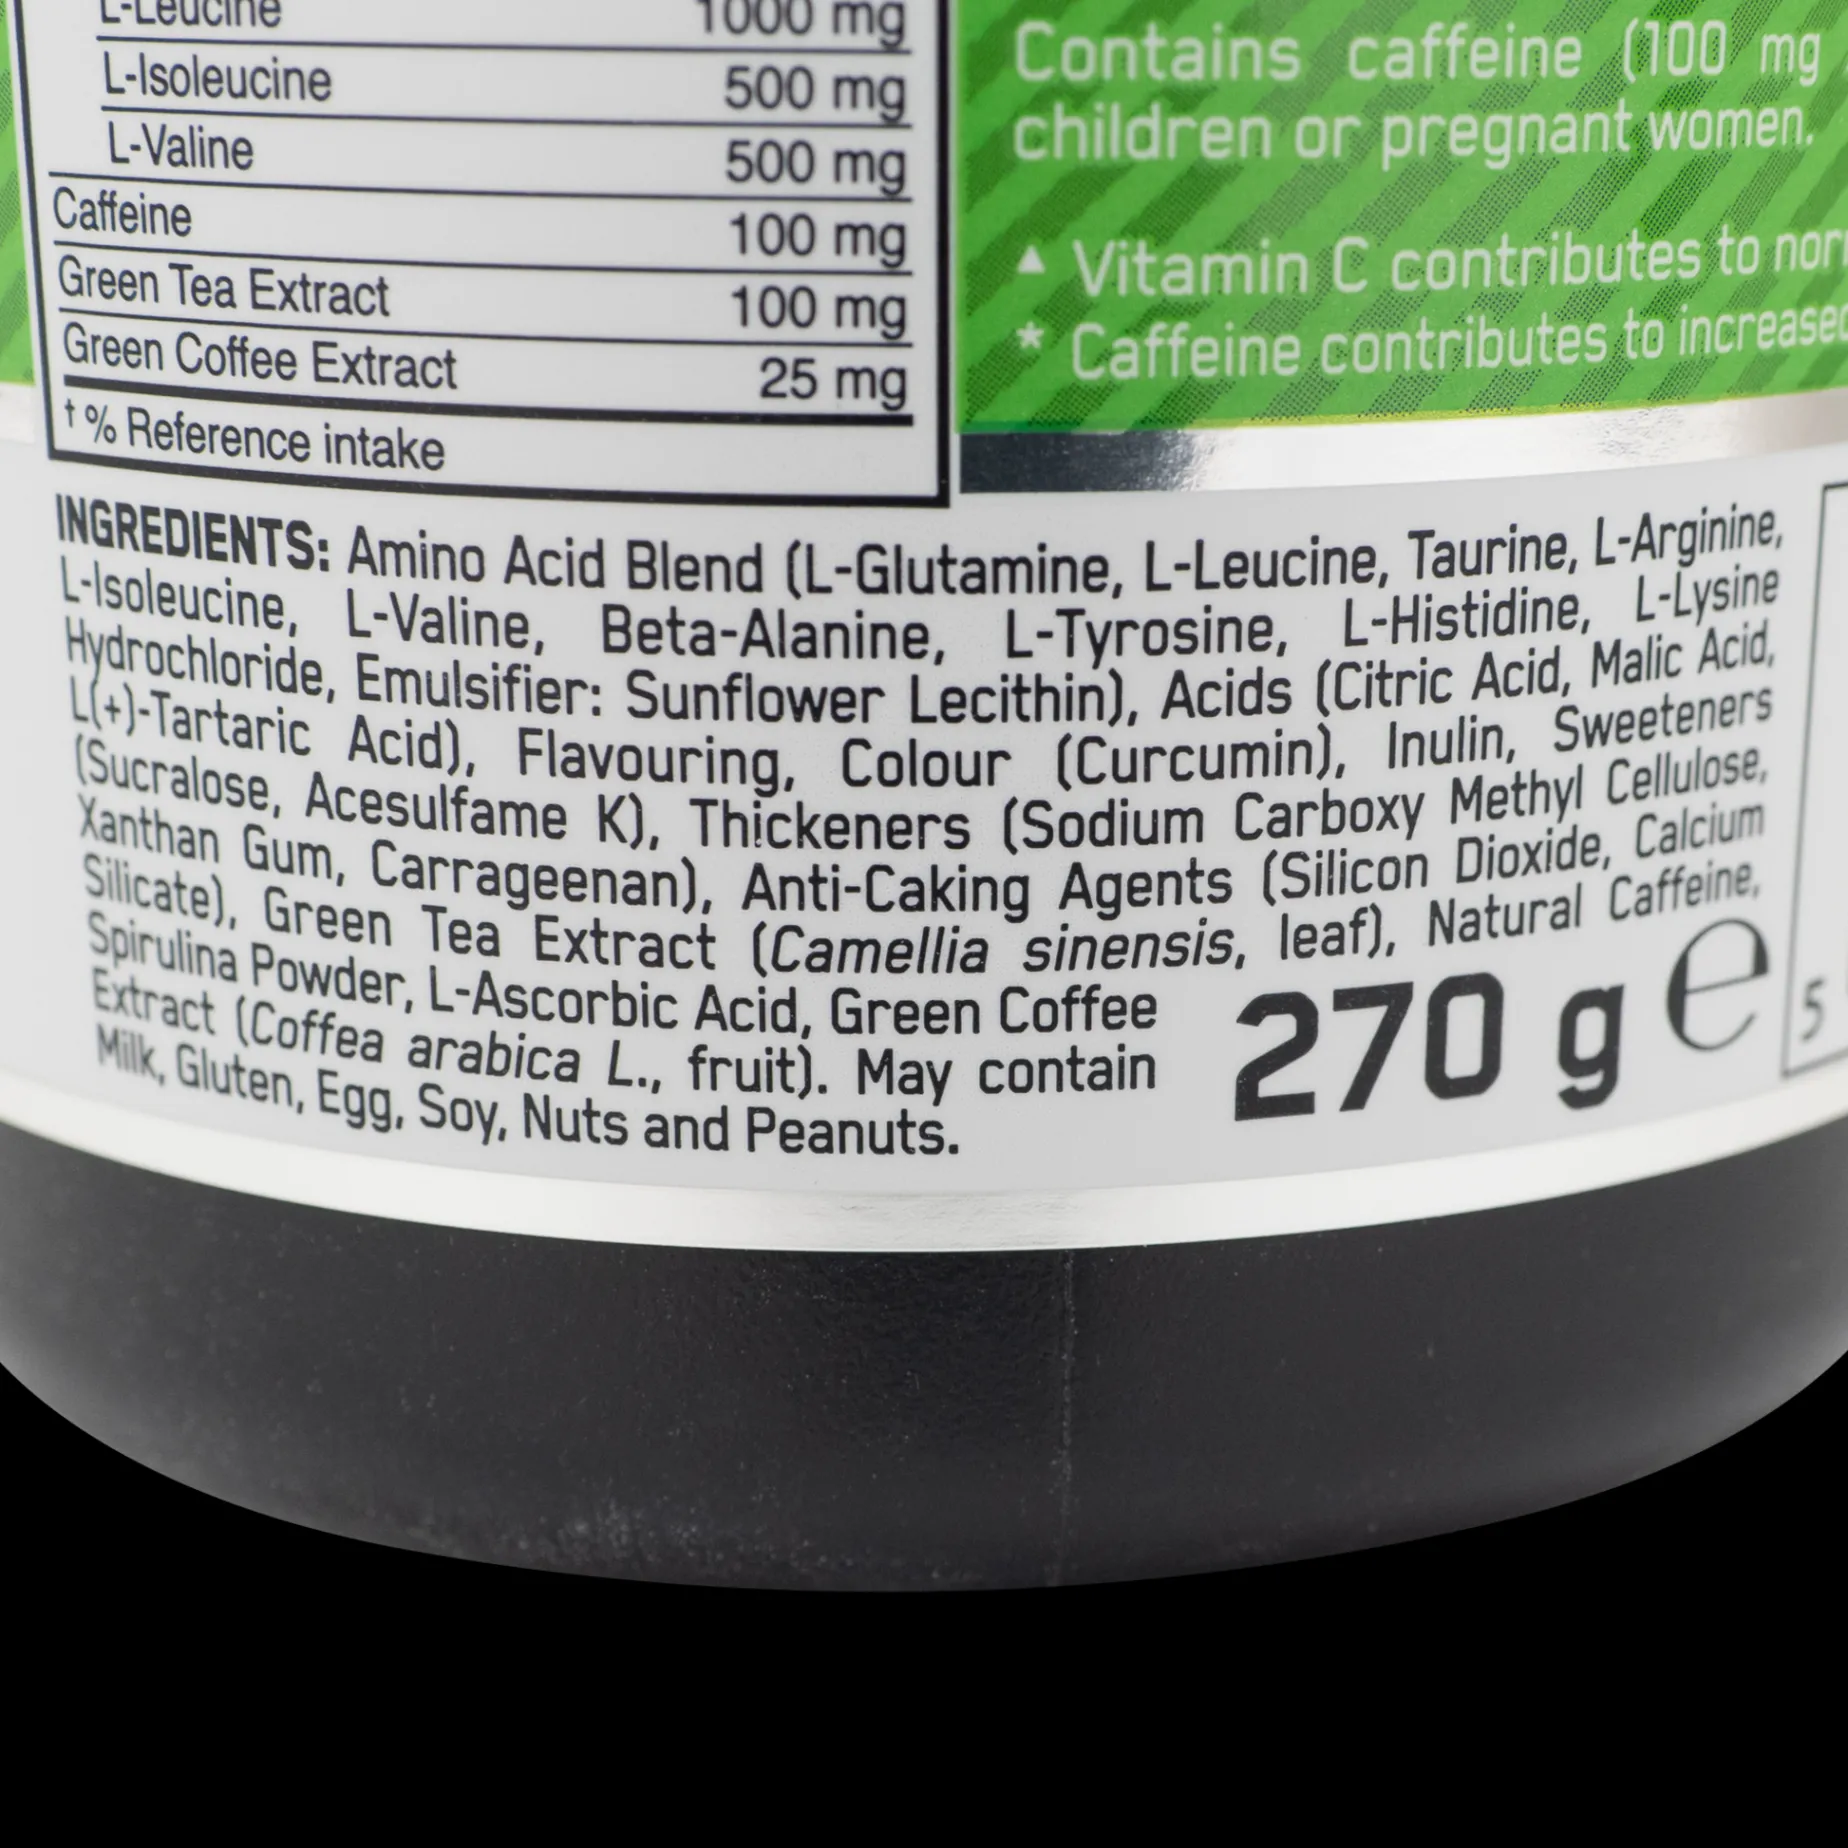 L-Leucine 1000 mg
L-Isoleucine 500 mg
L-Valine 500 mg
Caffeine 100 mg
Green Tea Extract 100 mg
Green Coffee Extract 25 mg
† % Reference intake
Contains caffeine (100 mg
children or pregnant women.
▲ Vitamin C contributes to
* Caffeine contributes to increased
INGREDIENTS: Amino Acid Blend (L-Glutamine, L-Leucine, Taurine, L-Arginine,
L-Isoleucine, L-Valine, Beta-Alanine, L-Tyrosine, L-Histidine, L-Lysine
Hydrochloride, Emulsifier: Sunflower Lecithin), Acids (Citric Acid, Malic Acid,
L(+)-Tartaric Acid), Flavouring, Colour (Curcumin), Inulin, Sweeteners
(Sucralose, Acesulfame K), Thickeners (Sodium Carboxy Methyl Cellulose,
Xanthan Gum, Carrageenan), Anti-Caking Agents (Silicon Dioxide, Calcium
Silicate), Green Tea Extract (Camellia sinensis, leaf), Natural Caffeine,
Spirulina Powder, L-Ascorbic Acid, Green Coffee
Extract (Coffea arabica L., fruit). May contain
Milk, Gluten, Egg, Soy, Nuts and Peanuts.
270 g ℮
5